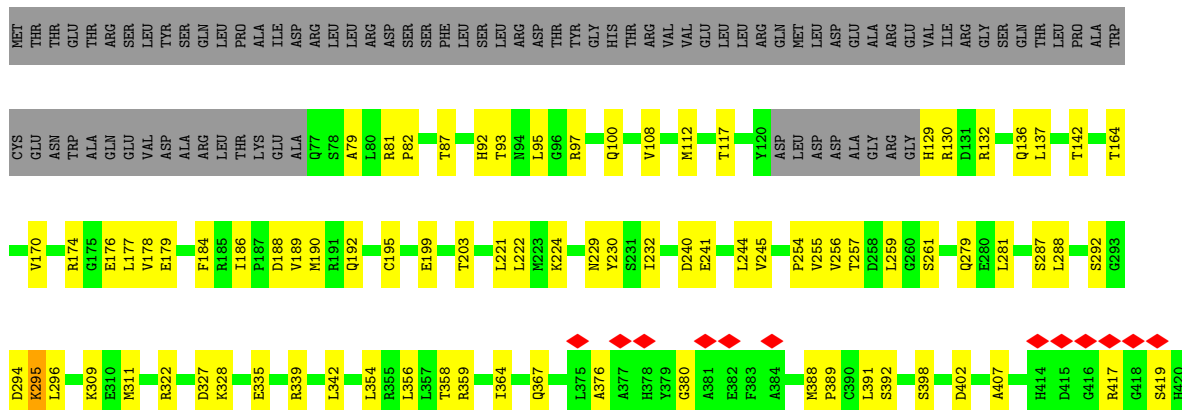 MET THR THR GLU THR ARG SER LEU TYR SER GLN LEU PRO ALA ILE ASP ARG LEU LEU ARG ASP SER SER PHE LEU SER LEU ARG ASP THR TYR GLY HIS THR ARG VAL VAL GLU LEU LEU ARG GLN MET LEU ASP GLU ALA ARG GLU VAL ILE ARG GLY SER GLN THR LEU PRO ALA TRP
CYS GLU ASN TRP ALA GLN GLU VAL ASP ALA ARG LEU THR LYS GLU ALA Q77 S78 A79 L80 R81 P82 T87 H92 T93 N94 L95 G96 R97 Q100 V108 M112 T117 Y120 ASP LEU ASP ASP ALA GLY ARG GLY H129 R130 D131 R132 Q136 L137 T142 T164
V170 R174 G175 E176 L177 V178 E179 F184 R185 I186 P187 D188 V189 M190 R191 Q192 C195 E199 T203 L221 L222 M223 K224 N229 Y230 S231 I232 D240 E241 L244 V245 P254 V255 V256 T257 D258 L259 G260 S261 Q279 E280 L281 S287 L288 S292 G293
D294 K295 L296 K309 E310 M311 R322 D327 K328 E335 R339 L342 L354 R355 L356 L357 T358 R359 I364 Q367 L375 A376 A377 H378 Y379 G380 A381 E382 F383 A384 M388 P389 C390 L391 S392 S398 D402 A407 H414 D415 G416 R417 G418 S419 H420